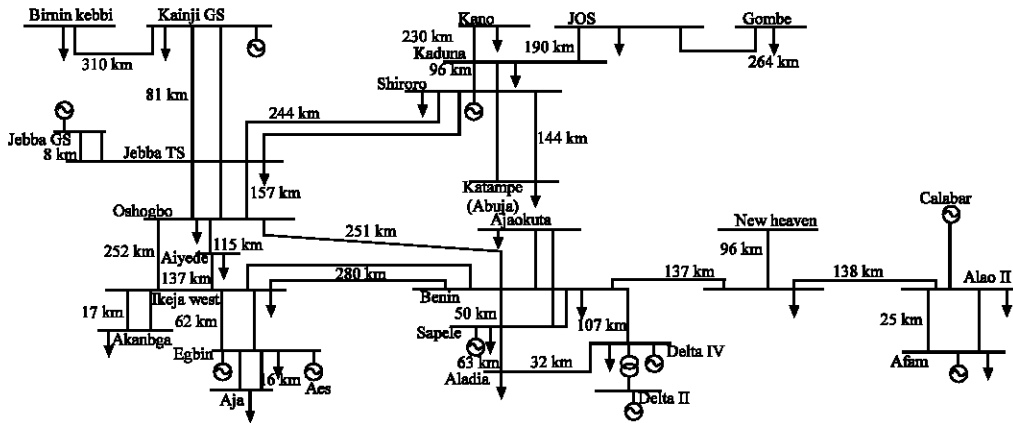 Birnin kebbi
Kainji GS
Kano
JOS
Gombe
230 km
190 km
Kaduna
310 km
96 km
264 km
Shiroro
81 km
244 km
144 km
Jebba GS
8 km
Jebba TS
157 km
Katampe
(Abuja)
Calabar
Oshogbo
Ajaokuta
New heaven
251 km
115 km
252 km
Aiyede
96 km
137 km
280 km
137 km
138 km
Alao II
Ikeja west
Benin
17 km
62 km
50 km
107 km
25 km
Akanbga
Sapele
Egbin
63 km
32 km
Delta IV
Afam
16 km
Aes
Aladia
Aja
Delta II